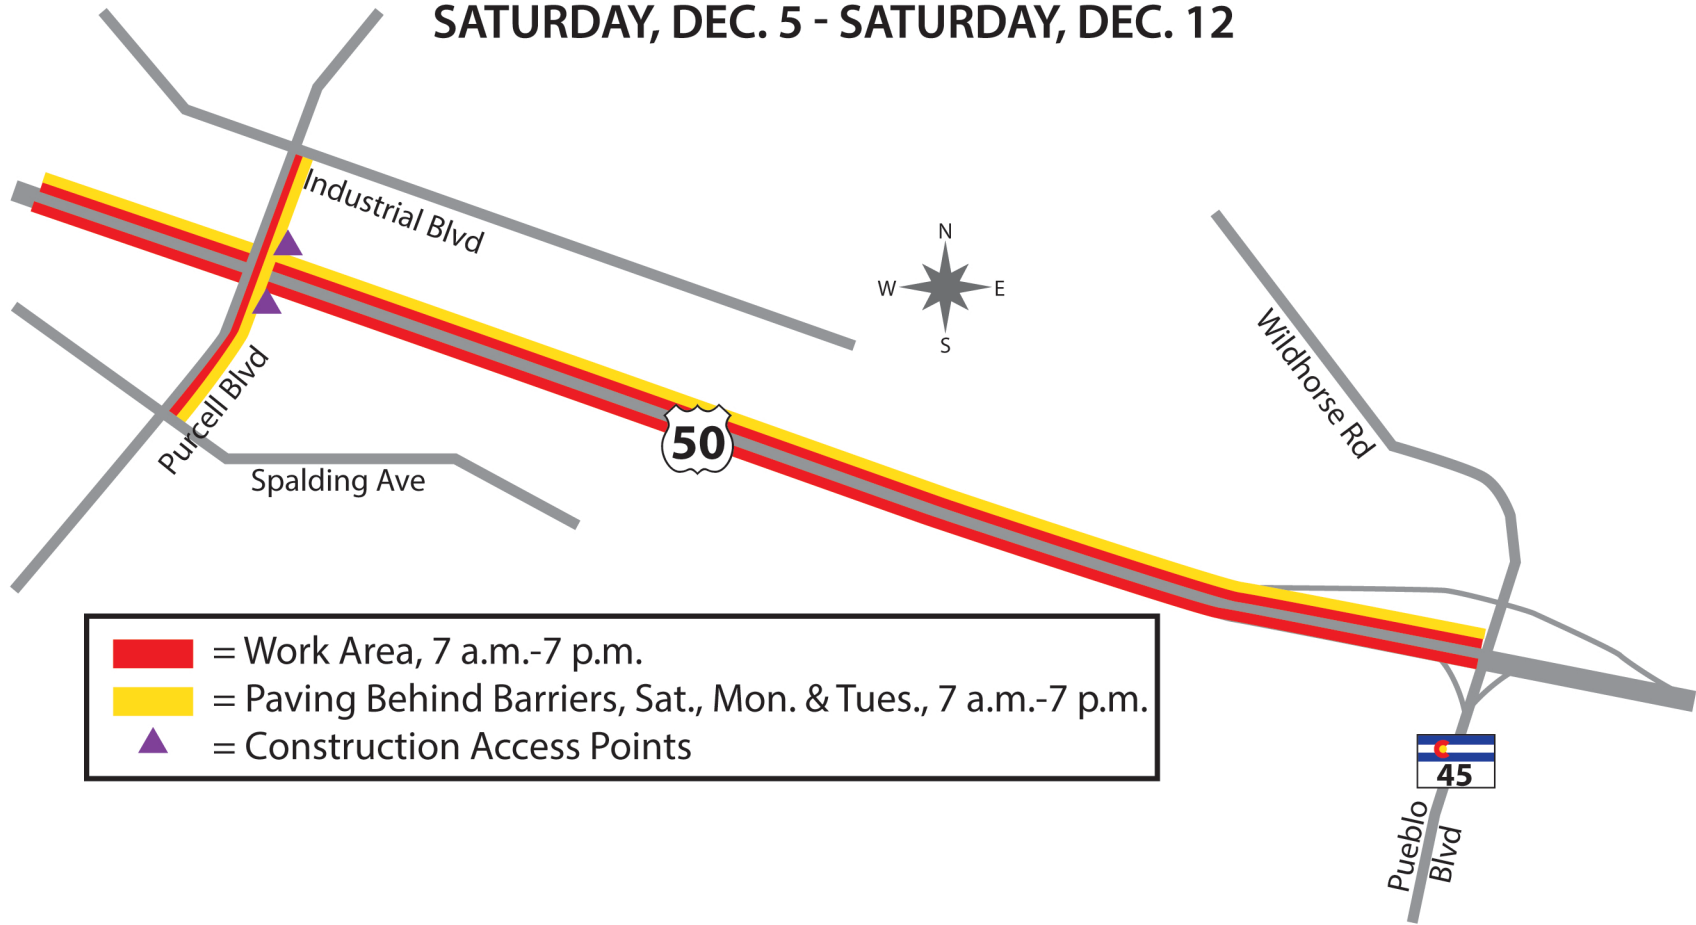 SATURDAY, DEC. 5 - SATURDAY, DEC. 12
Industrial Blvd
N
W
E
S
Wildhorse Rd
Purcell Blvd
50
Spalding Ave
= Work Area, 7 a.m.-7 p.m.
= Paving Behind Barriers, Sat., Mon. & Tues., 7 a.m.-7 p.m.
= Construction Access Points
45
Pueblo
Blvd